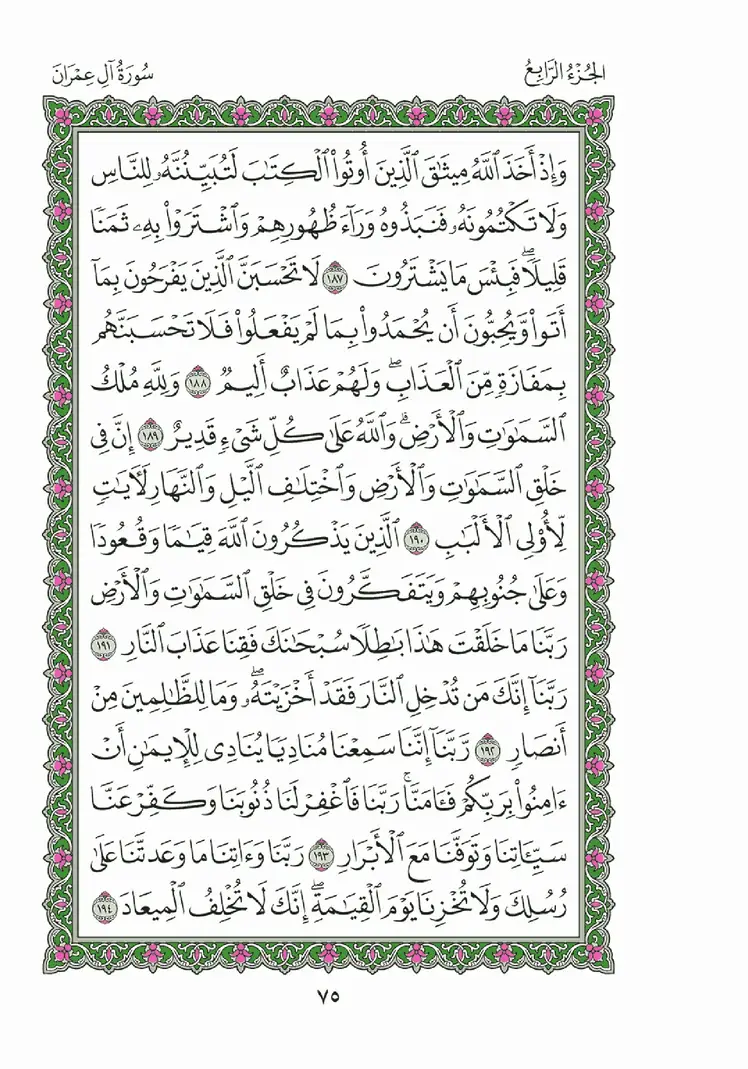 الجُزْءُ الرَّابِعُ
سُورَةُ آلِ عِمْرَانَ
وَإِذْ أَخَذَ ٱللَّهُ مِيثَٰقَ ٱلَّذِينَ أُوتُوا۟ ٱلْكِتَٰبَ لَتُبَيِّنُنَّهُۥ لِلنَّاسِ
وَلَا تَكْتُمُونَهُۥ فَنَبَذُوهُ وَرَآءَ ظُهُورِهِمْ وَٱشْتَرَوْا۟ بِهِۦ ثَمَنًا
قَلِيلًا ۖ فَبِئْسَ مَا يَشْتَرُونَ ١٨٧ لَا تَحْسَبَنَّ ٱلَّذِينَ يَفْرَحُونَ بِمَآ
أَتَوا۟ وَّيُحِبُّونَ أَن يُحْمَدُوا۟ بِمَا لَمْ يَفْعَلُوا۟ فَلَا تَحْسَبَنَّهُم
بِمَفَازَةٍ مِّنَ ٱلْعَذَابِ ۖ وَلَهُمْ عَذَابٌ أَلِيمٌ ١٨٨ وَلِلَّهِ مُلْكُ
ٱلسَّمَٰوَٰتِ وَٱلْأَرْضِ ۗ وَٱللَّهُ عَلَىٰ كُلِّ شَىْءٍ قَدِيرٌ ١٨٩ إِنَّ فِى
خَلْقِ ٱلسَّمَٰوَٰتِ وَٱلْأَرْضِ وَٱخْتِلَٰفِ ٱلَّيْلِ وَٱلنَّهَارِ لَءَايَٰتٍ
لِّأُو۟لِى ٱلْأَلْبَٰبِ ١٩٠ ٱلَّذِينَ يَذْكُرُونَ ٱللَّهَ قِيَٰمًا وَقُعُودًا
وَعَلَىٰ جُنُوبِهِمْ وَيَتَفَكَّرُونَ فِى خَلْقِ ٱلسَّمَٰوَٰتِ وَٱلْأَرْضِ
رَبَّنَا مَا خَلَقْتَ هَٰذَا بَٰطِلًا سُبْحَٰنَكَ فَقِنَا عَذَابَ ٱلنَّارِ ١٩١
رَبَّنَآ إِنَّكَ مَن تُدْخِلِ ٱلنَّارَ فَقَدْ أَخْزَيْتَهُۥ ۖ وَمَا لِلظَّٰلِمِينَ مِنْ
أَنصَارٍ ١٩٢ رَّبَّنَآ إِنَّنَا سَمِعْنَا مُنَادِيًا يُنَادِى لِلْإِيمَٰنِ أَنْ
ءَامِنُوا۟ بِرَبِّكُمْ فَـَٔامَنَّا ۚ رَبَّنَا فَٱغْفِرْ لَنَا ذُنُوبَنَا وَكَفِّرْ عَنَّا
سَيِّـَٔاتِنَا وَتَوَفَّنَا مَعَ ٱلْأَبْرَارِ ١٩٣ رَبَّنَا وَءَاتِنَا مَا وَعَدتَّنَا عَلَىٰ
رُسُلِكَ وَلَا تُخْزِنَا يَوْمَ ٱلْقِيَٰمَةِ ۖ إِنَّكَ لَا تُخْلِفُ ٱلْمِيعَادَ ١٩٤
٧٥